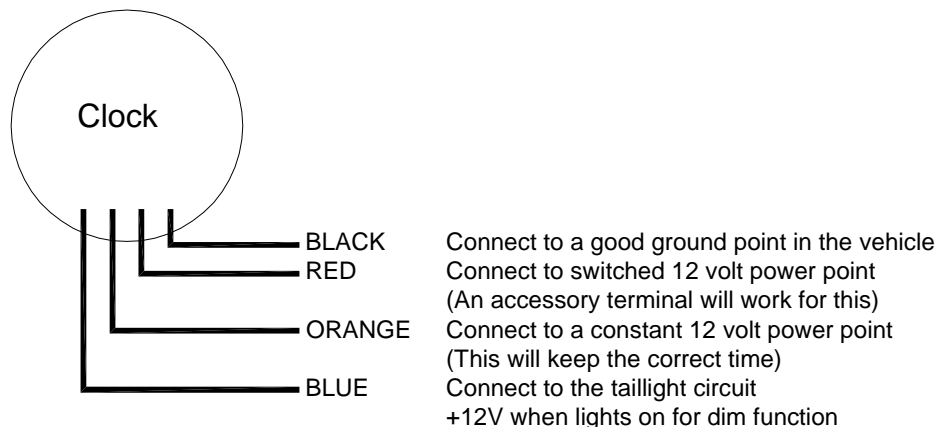 Clock
BLACK Connect to a good ground point in the vehicle
RED Connect to switched 12 volt power point
(An accessory terminal will work for this)
ORANGE Connect to a constant 12 volt power point
(This will keep the correct time)
BLUE Connect to the taillight circuit
+12V when lights on for dim function